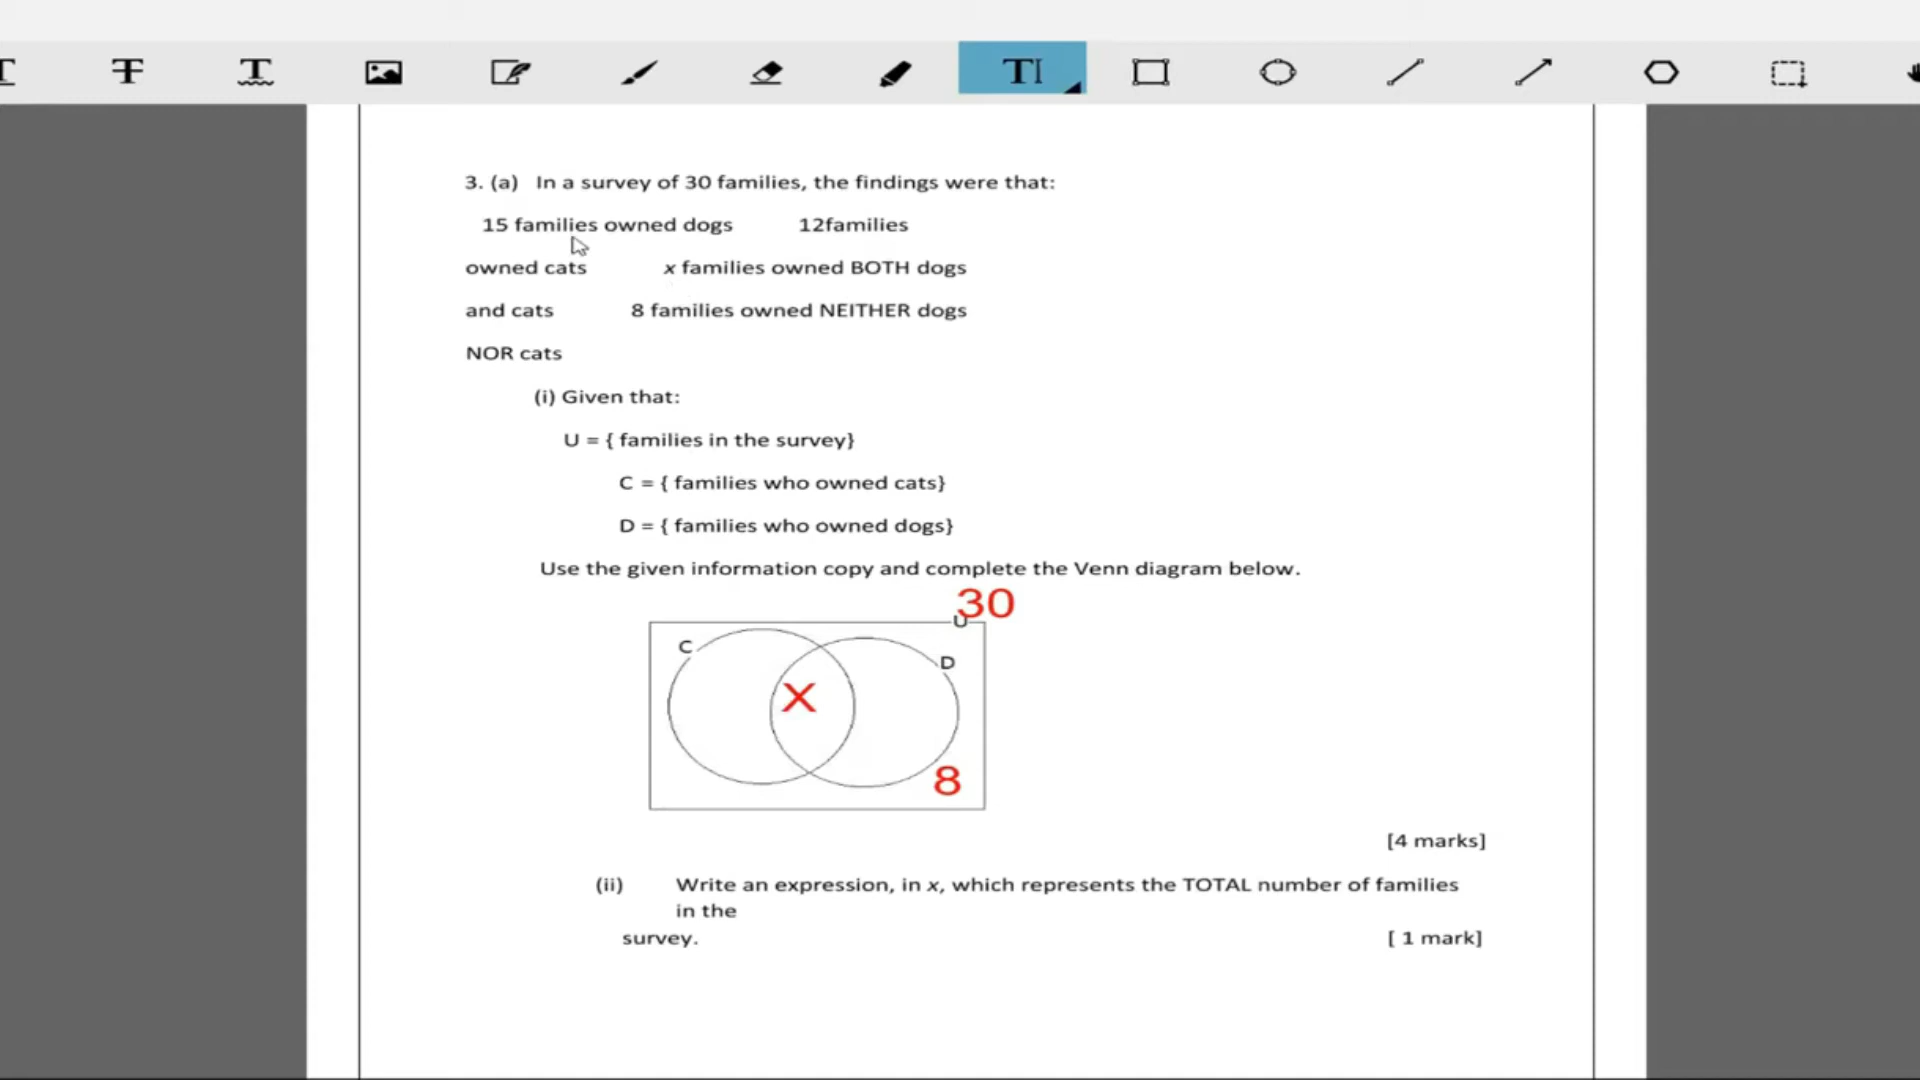 3. (a) In a survey of 30 families, the findings were that:
15 families owned dogs 12families
owned cats x families owned BOTH dogs
and cats 8 families owned NEITHER dogs
NOR cats
(i) Given that:
U = { families in the survey}
C = { families who owned cats}
D = { families who owned dogs}
Use the given information copy and complete the Venn diagram below.
30
U
C
D
X
8
[4 marks]
(ii) Write an expression, in x, which represents the TOTAL number of families
in the
survey. [ 1 mark]